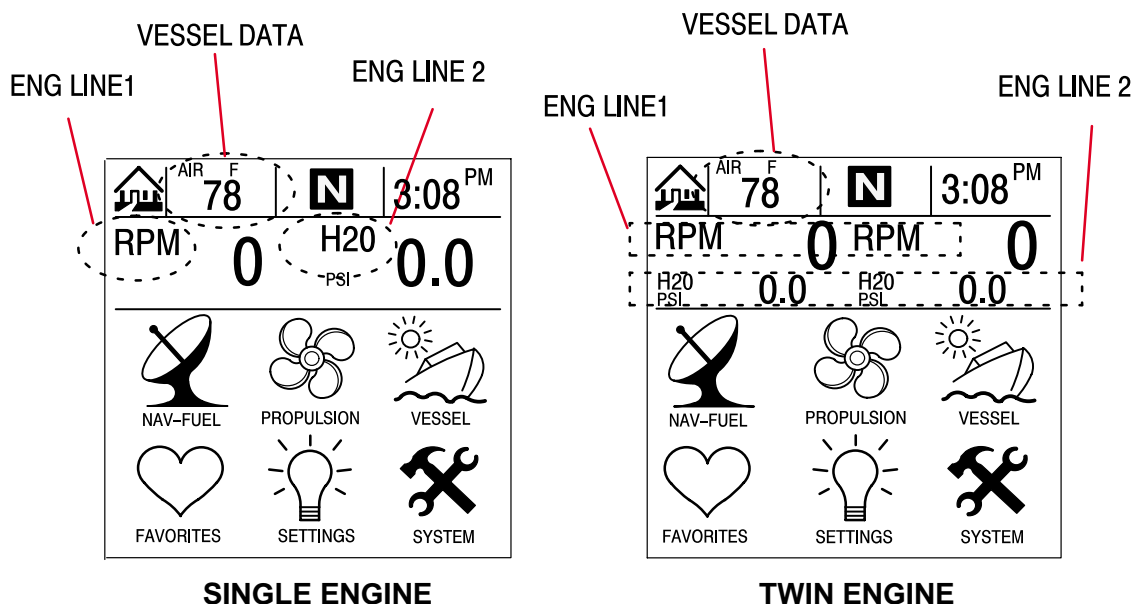 VESSEL DATA
ENG LINE1
ENG LINE 2
AIR F
78
N
3:08 PM
RPM 0
H20 PSI 0.0
NAV-FUEL
PROPULSION
VESSEL
FAVORITES
SETTINGS
SYSTEM
SINGLE ENGINE
VESSEL DATA
ENG LINE1
ENG LINE 2
AIR F
78
N
3:08 PM
RPM 0 RPM 0
H20 PSI 0.0 H20 PSI 0.0
NAV-FUEL
PROPULSION
VESSEL
FAVORITES
SETTINGS
SYSTEM
TWIN ENGINE